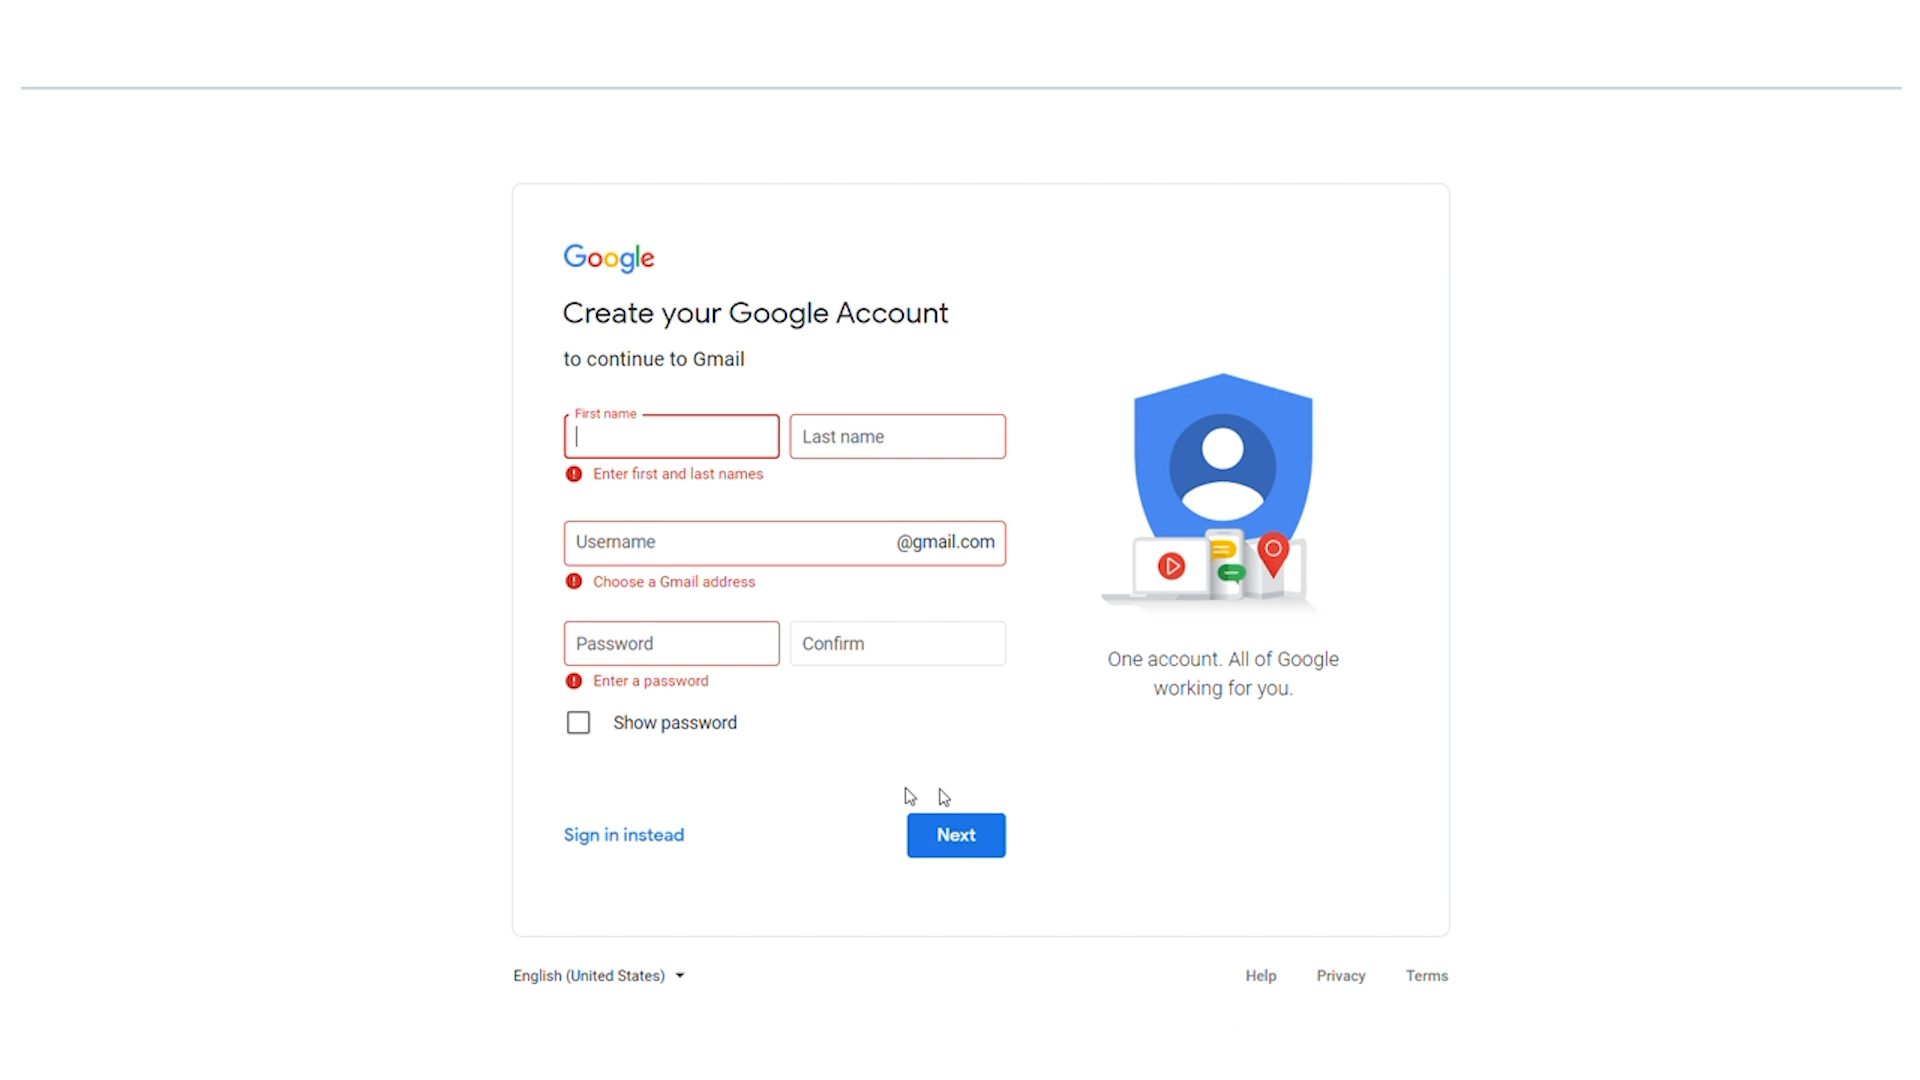 Google
Create your Google Account
to continue to Gmail
First name
Last name
Enter first and last names
Username @gmail.com
Choose a Gmail address
Password
Confirm
Enter a password
Show password
Sign in instead
Next
One account. All of Google
working for you.
English (United States)
Help
Privacy
Terms